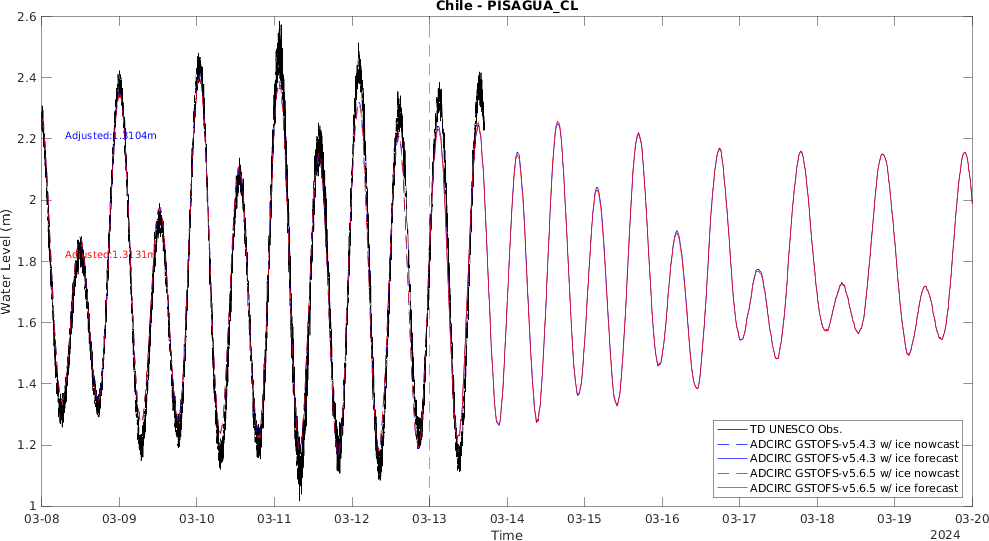 Chile - PISAGUA_CL
2.6
2.4
2.2
2
1.8
1.6
1.4
1.2
1
Water Level (m)
Adjusted:1.3104m
Adjusted:1.3131m
TD UNESCO Obs.
ADCIRC GSTOFS-v5.4.3 w/ ice nowcast
ADCIRC GSTOFS-v5.4.3 w/ ice forecast
ADCIRC GSTOFS-v5.6.5 w/ ice nowcast
ADCIRC GSTOFS-v5.6.5 w/ ice forecast
03-08 03-09 03-10 03-11 03-12 03-13 03-14 03-15 03-16 03-17 03-18 03-19 03-20
Time
2024